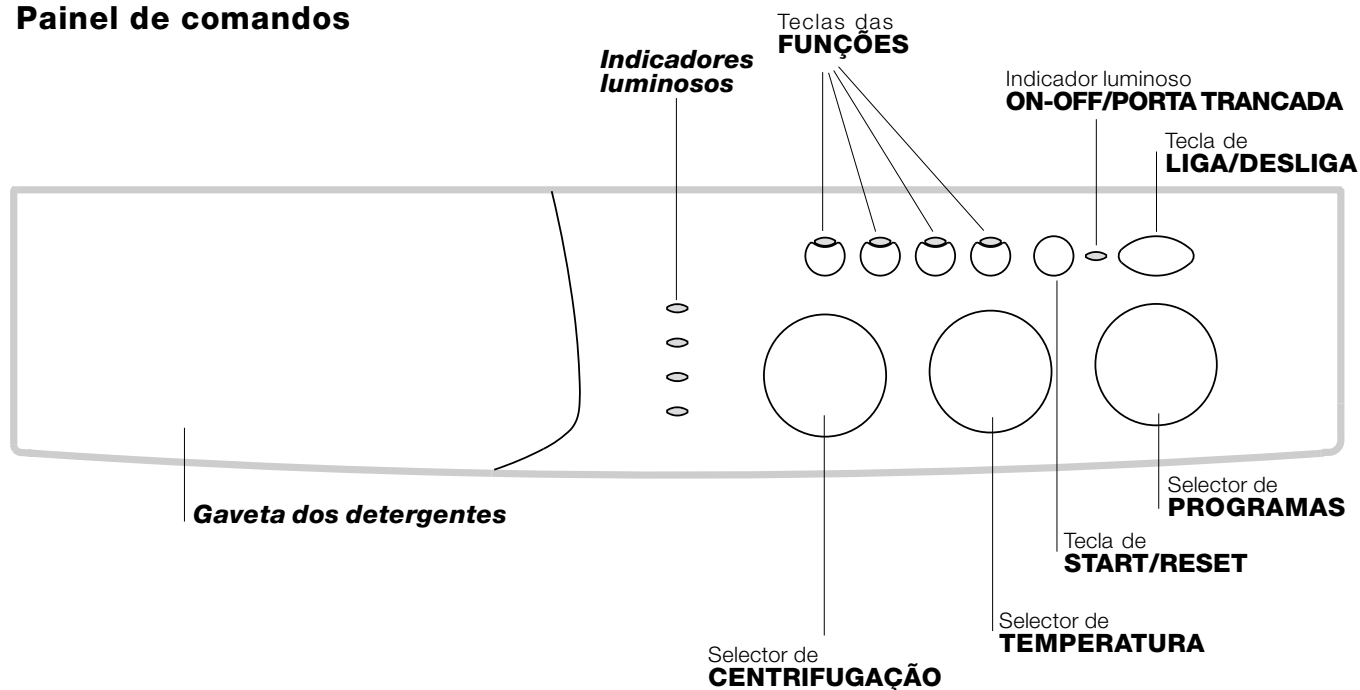 Painel de comandos
Teclas das
FUNÇÕES
Indicadores
luminosos
Indicador luminoso
ON-OFF/PORTA TRANCADA
Tecla de
LIGA/DESLIGA
Gaveta dos detergentes
Selector de
PROGRAMAS
Tecla de
START/RESET
Selector de
TEMPERATURA
Selector de
CENTRIFUGAÇÃO